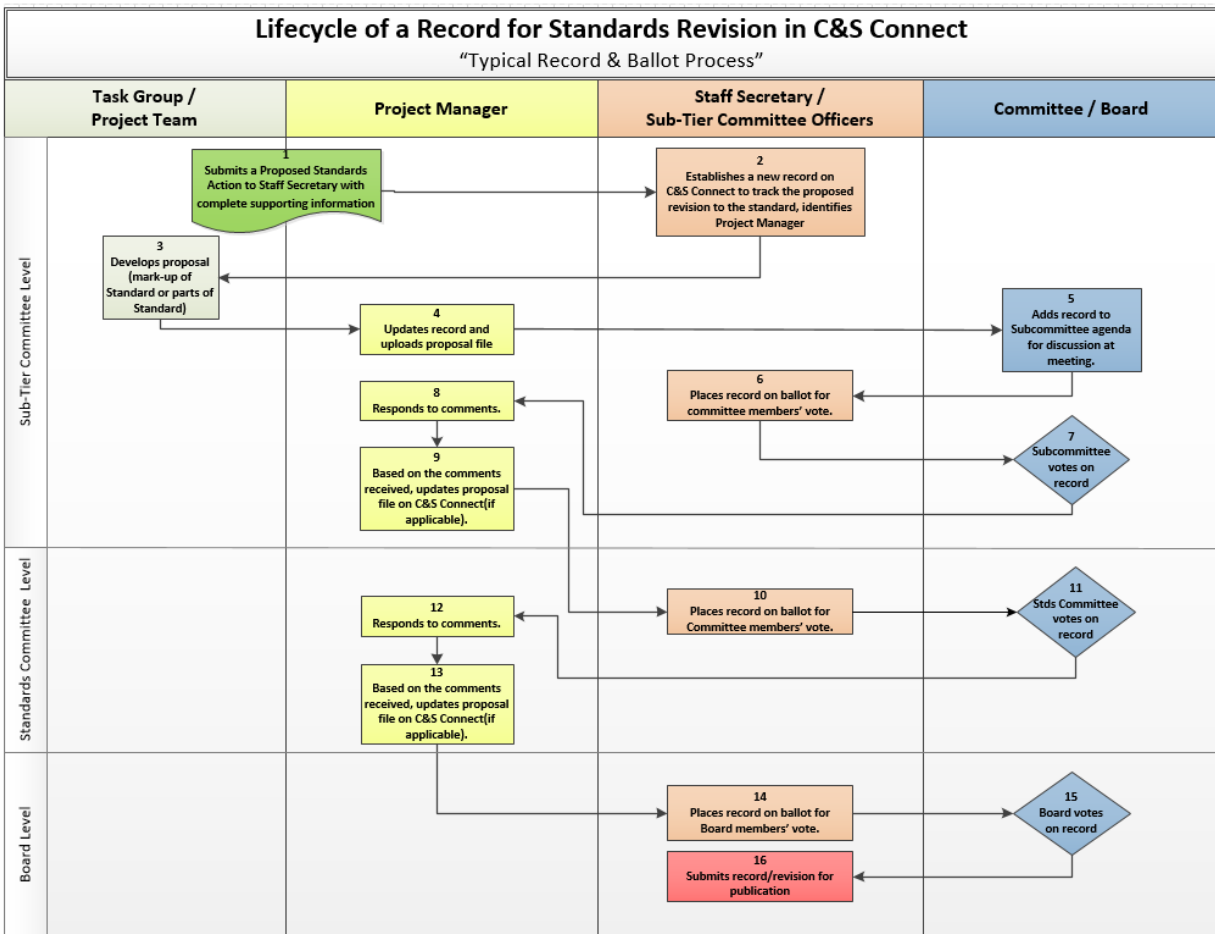 Lifecycle of a Record for Standards Revision in C&S Connect
“Typical Record & Ballot Process”
Task Group /
Project Team
Project Manager
Staff Secretary /
Sub-Tier Committee Officers
Committee / Board
Sub-Tier Committee Level
1
Submits a Proposed Standards
Action to Staff Secretary with
complete supporting information
2
Establishes a new record on
C&S Connect to track the proposed
revision to the standard, identifies
Project Manager
3
Develops proposal
(mark-up of
Standard or parts of
Standard)
4
Updates record and
uploads proposal file
5
Adds record to
Subcommittee agenda
for discussion at
meeting.
6
Places record on ballot for
committee members’ vote.
7
Subcommittee
votes on
record
8
Responds to comments.
9
Based on the comments
received, updates proposal
file on C&S Connect(if
applicable).
Standards Committee Level
10
Places record on ballot for
Committee members’ vote.
11
Stds Committee
votes on
record
12
Responds to comments.
13
Based on the comments
received, updates proposal
file on C&S Connect(if
applicable).
Board Level
14
Places record on ballot for
Board members’ vote.
15
Board votes
on record
16
Submits record/revision for
publication